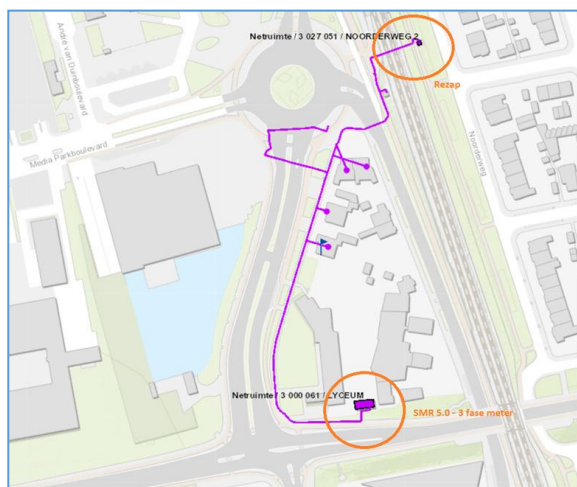 Netruimte / 3 027 051 / NOORDERWEG 2
André van Duinboulevard
Rezap
Media Parkboulevard
Noorderweg
Netruimte / 3 000 061 / LYCEUM
SMR 5.0 - 3 fase meter